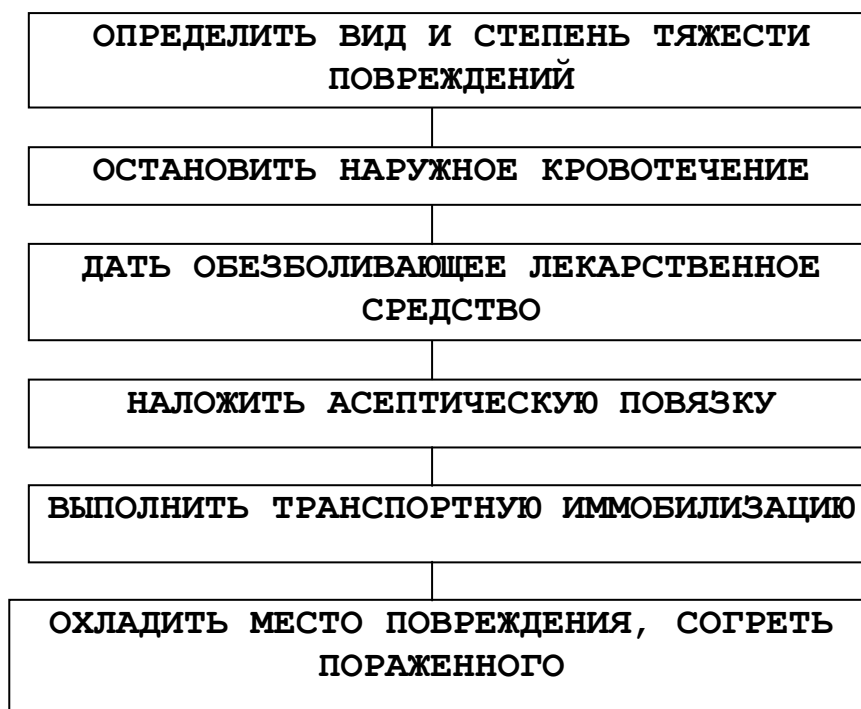 ОПРЕДЕЛИТЬ ВИД И СТЕПЕНЬ ТЯЖЕСТИ
ПОВРЕЖДЕНИЙ
ОСТАНОВИТЬ НАРУЖНОЕ КРОВОТЕЧЕНИЕ
ДАТЬ ОБЕЗБОЛИВАЮЩЕЕ ЛЕКАРСТВЕННОЕ
СРЕДСТВО
НАЛОЖИТЬ АСЕПТИЧЕСКУЮ ПОВЯЗКУ
ВЫПОЛНИТЬ ТРАНСПОРТНУЮ ИММОБИЛИЗАЦИЮ
ОХЛАДИТЬ МЕСТО ПОВРЕЖДЕНИЯ, СОГРЕТЬ
ПОРАЖЕННОГО